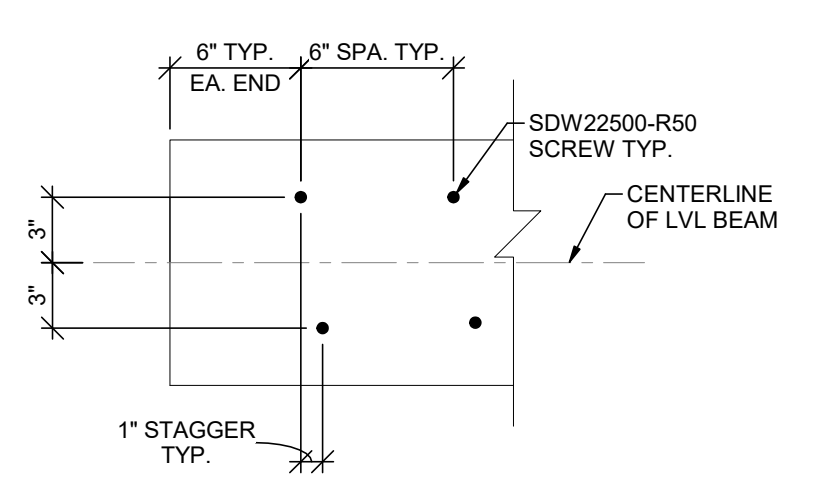 6" TYP.
EA. END
6" SPA. TYP.
SDW22500-R50
SCREW TYP.
CENTERLINE
OF LVL BEAM
3"
3"
1" STAGGER
TYP.